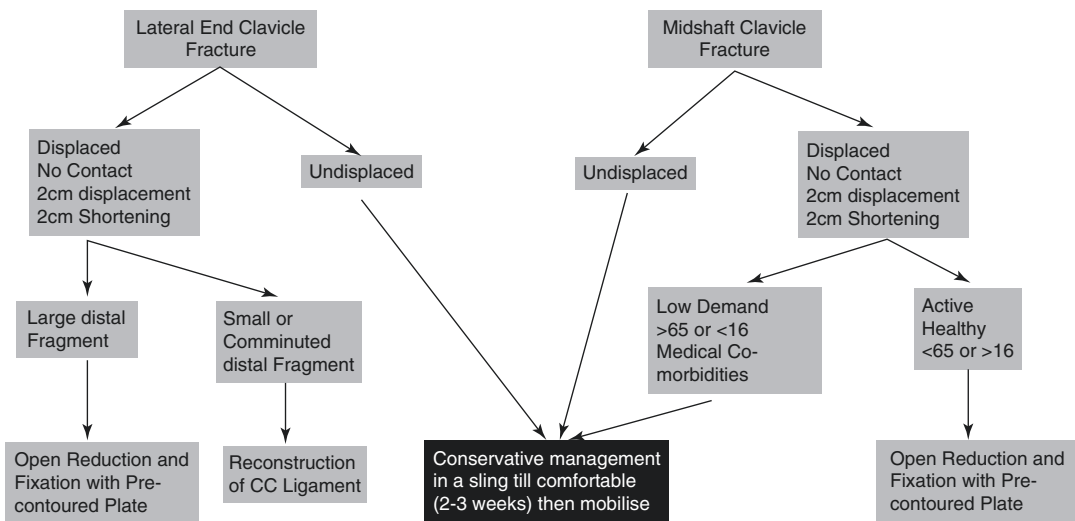 Lateral End Clavicle
Fracture
Midshaft Clavicle
Fracture
Displaced
No Contact
2cm displacement
2cm Shortening
Undisplaced
Undisplaced
Displaced
No Contact
2cm displacement
2cm Shortening
Large distal
Fragment
Small or
Comminuted
distal Fragment
Low Demand
>65 or <16
Medical Co-
morbidities
Active
Healthy
<65 or >16
Open Reduction and
Fixation with Pre-
contoured Plate
Reconstruction
of CC Ligament
Conservative management
in a sling till comfortable
(2-3 weeks) then mobilise
Open Reduction and
Fixation with Pre-
contoured Plate